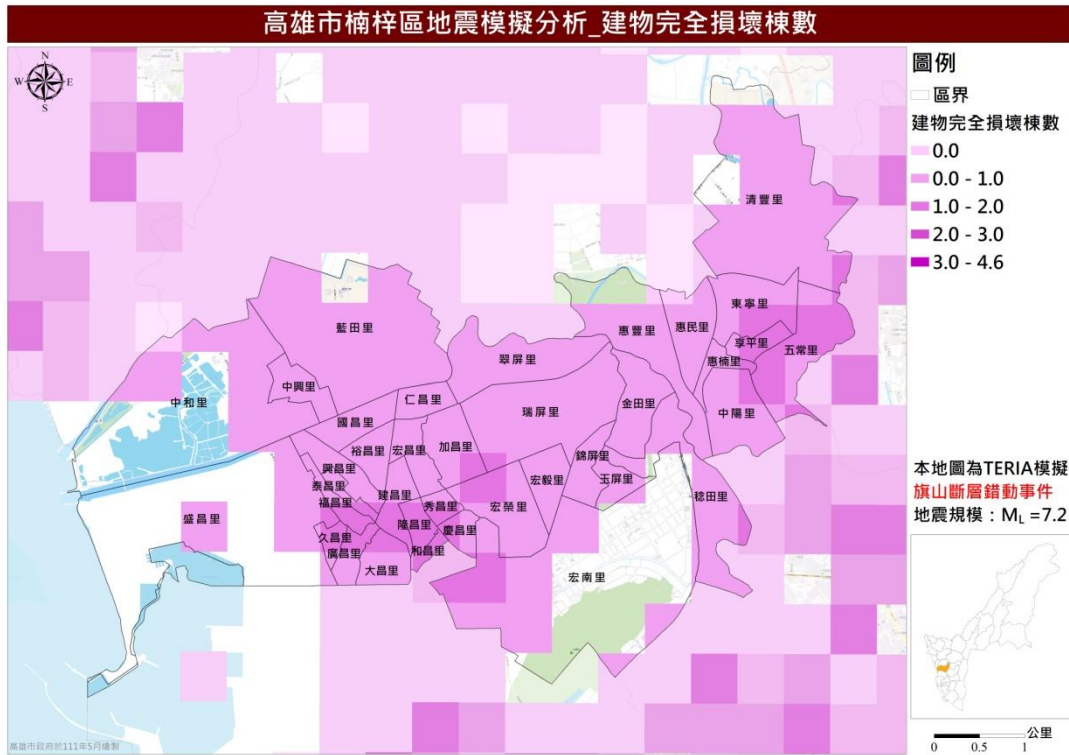 高雄市楠梓區地震模擬分析_建物完全損壞棟數
N
W
E
S
圖例
區界
建物完全損壞棟數
0.0
0.0 - 1.0
1.0 - 2.0
2.0 - 3.0
3.0 - 4.6
清豐里
東寧里
惠民里
惠豐里
享平里
五常里
惠楠里
藍田里
翠屏里
中興里
中和里
仁昌里
金田里
中陽里
瑞屏里
國昌里
裕昌里
宏昌里
加昌里
錦屏里
興昌里
宏毅里
玉屏里
泰昌里
建昌里
福昌里
秀昌里
宏榮里
稔田里
盛昌里
隆昌里
慶昌里
久昌里
廣昌里
和昌里
大昌里
宏南里
本地圖為TERIA模擬
旗山斷層錯動事件
地震規模：ML =7.2
公里
0 0.5 1
高雄市政府於111年5月繪製